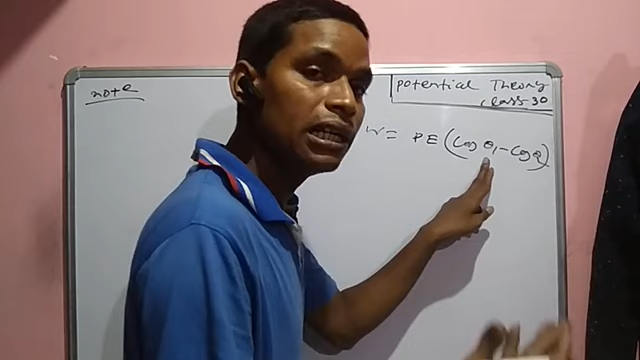 note
potential Theory
class-30
W = PE (Cos θ₁ - Cos θ₂)